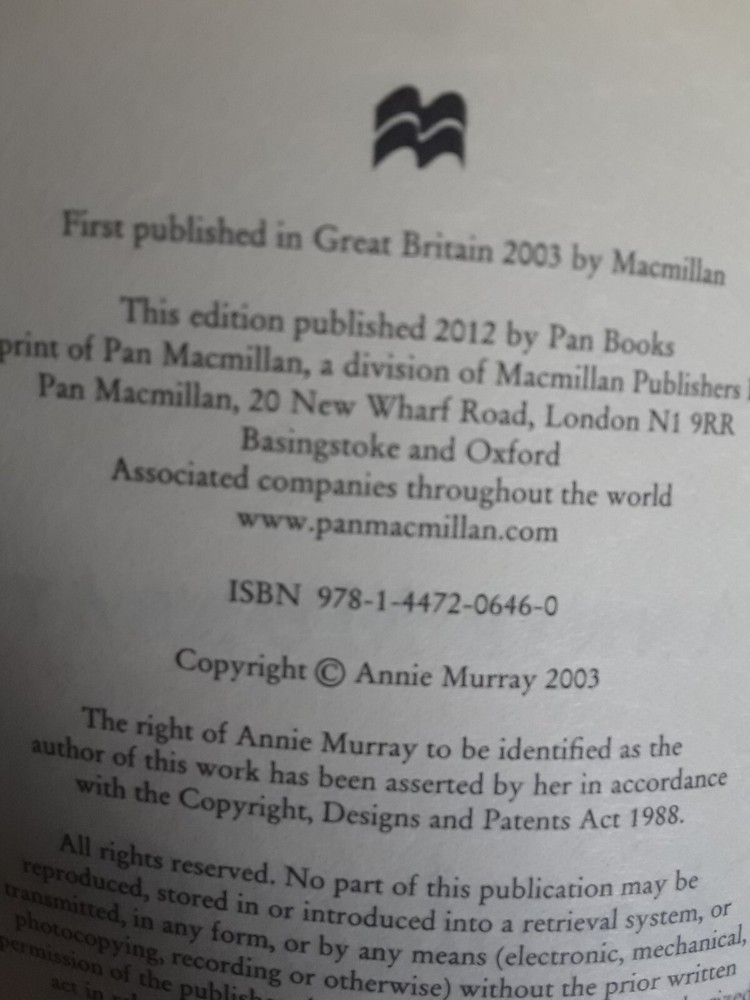 First published in Great Britain 2003 by Macmillan
This edition published 2012 by Pan Books
print of Pan Macmillan, a division of Macmillan Publishers
Pan Macmillan, 20 New Wharf Road, London N1 9RR
Basingstoke and Oxford
Associated companies throughout the world
www.panmacmillan.com
ISBN 978-1-4472-0646-0
Copyright © Annie Murray 2003
The right of Annie Murray to be identified as the
author of this work has been asserted by her in accordance
with the Copyright, Designs and Patents Act 1988.
All rights reserved. No part of this publication may be
reproduced, stored in or introduced into a retrieval system, or
transmitted, in any form, or by any means (electronic, mechanical,
photocopying, recording or otherwise) without the prior written
permission of the
act in